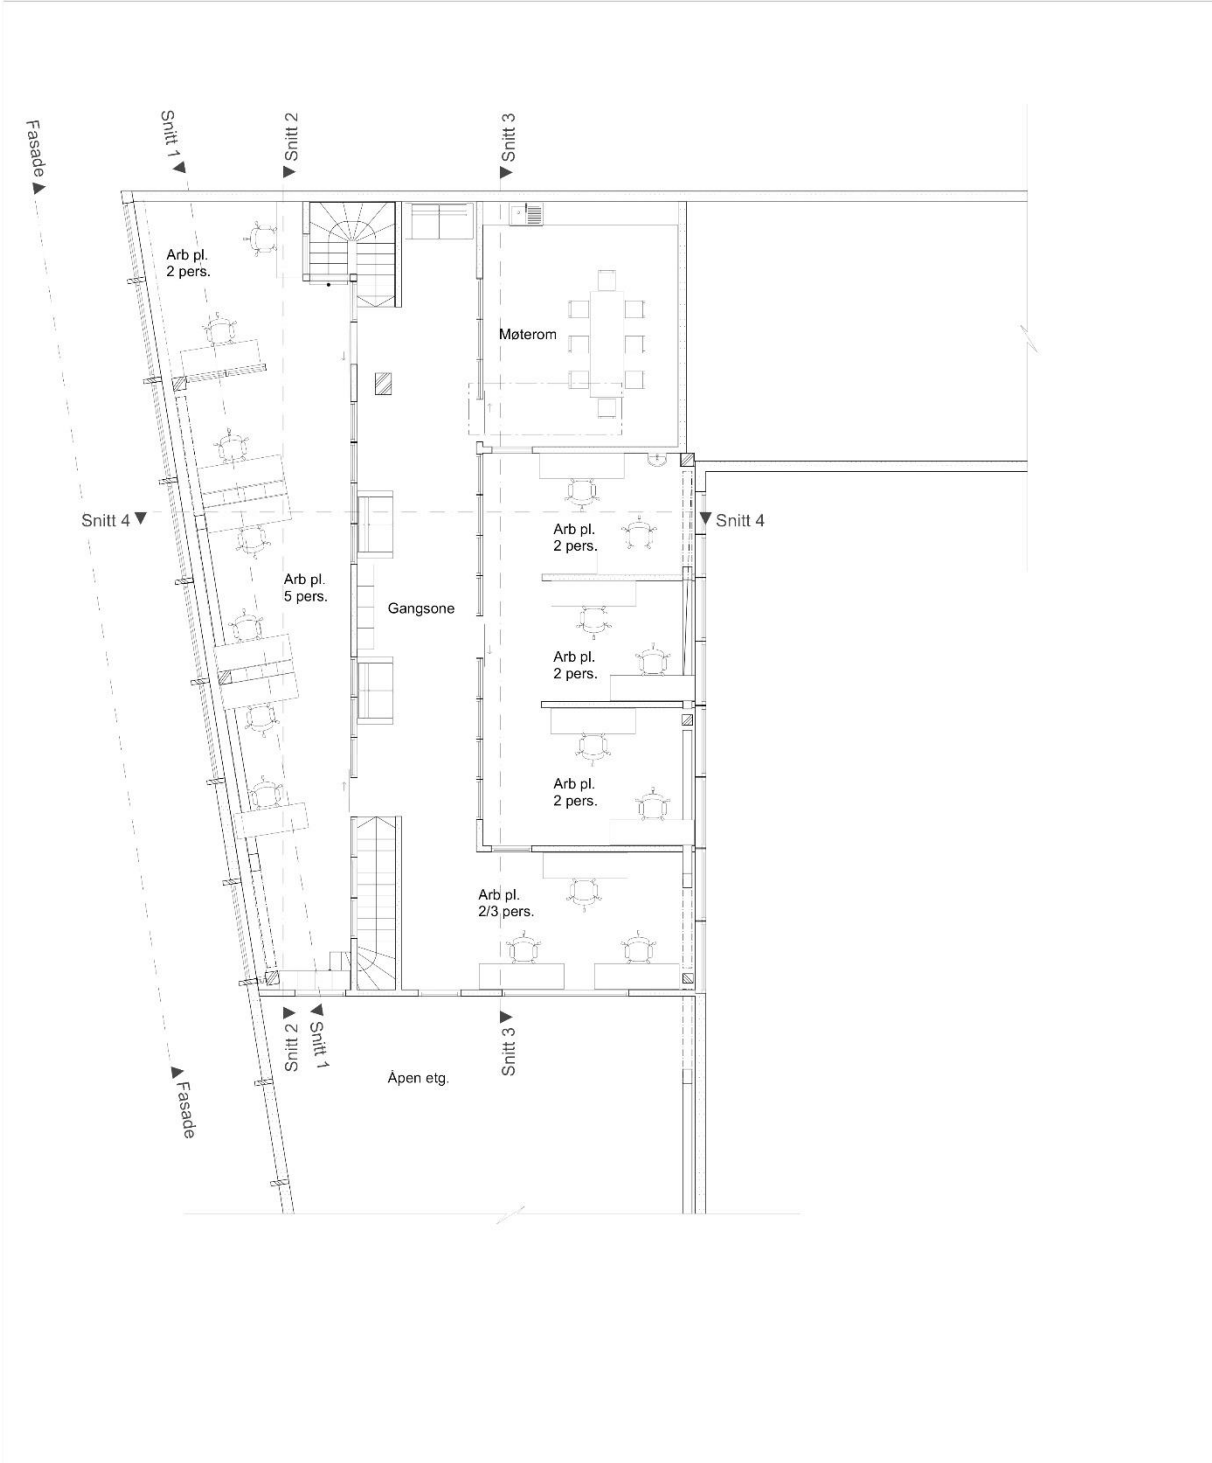 Fasade
Snitt 1
Snitt 2
Snitt 3
Arb pl.
2 pers.
Møterom
Snitt 4
Snitt 4
Arb pl.
2 pers.
Arb pl.
5 pers.
Gangsone
Arb pl.
2 pers.
Arb pl.
2 pers.
Arb pl.
2/3 pers.
Snitt 2
Snitt 1
Snitt 3
Åpen etg.
Fasade